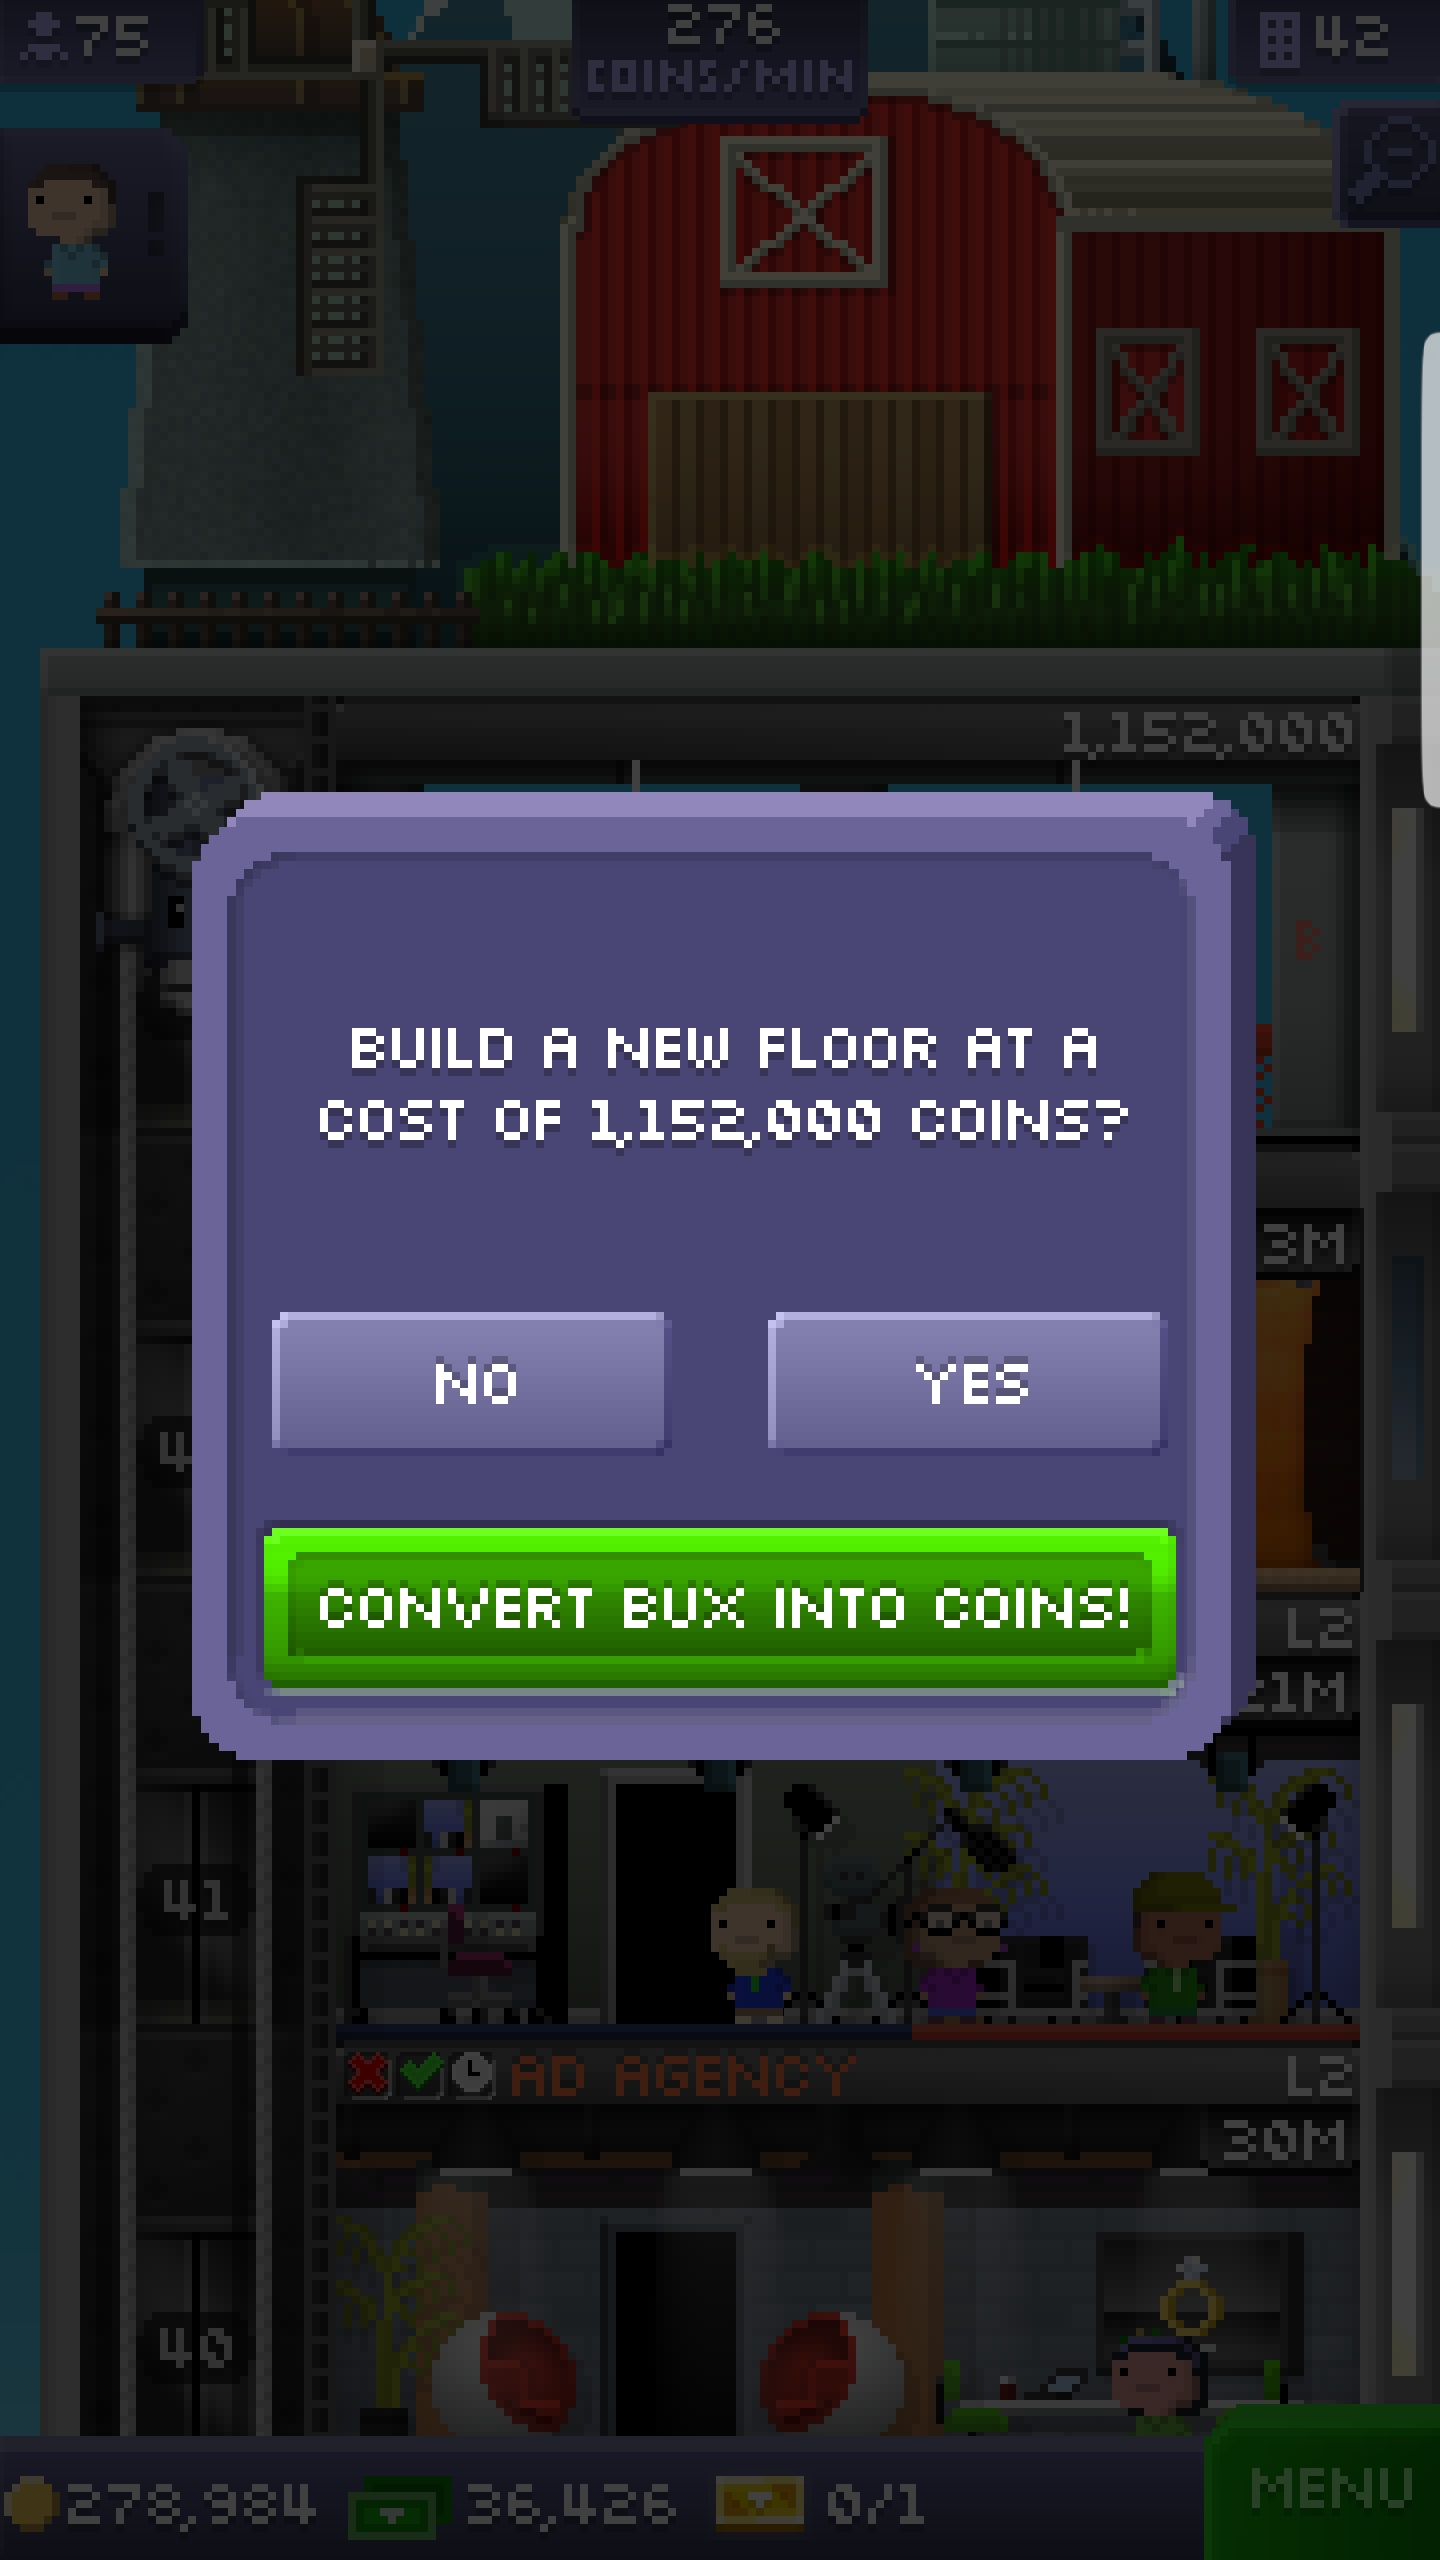 75
276
COINS/MIN
42
1,152,000
B
BUILD A NEW FLOOR AT A
COST OF 1,152,000 COINS?
3M
NO
YES
CONVERT BUX INTO COINS!
L2
21M
41
AD AGENCY
L2
30M
40
278,984
36,426
0/1
MENU